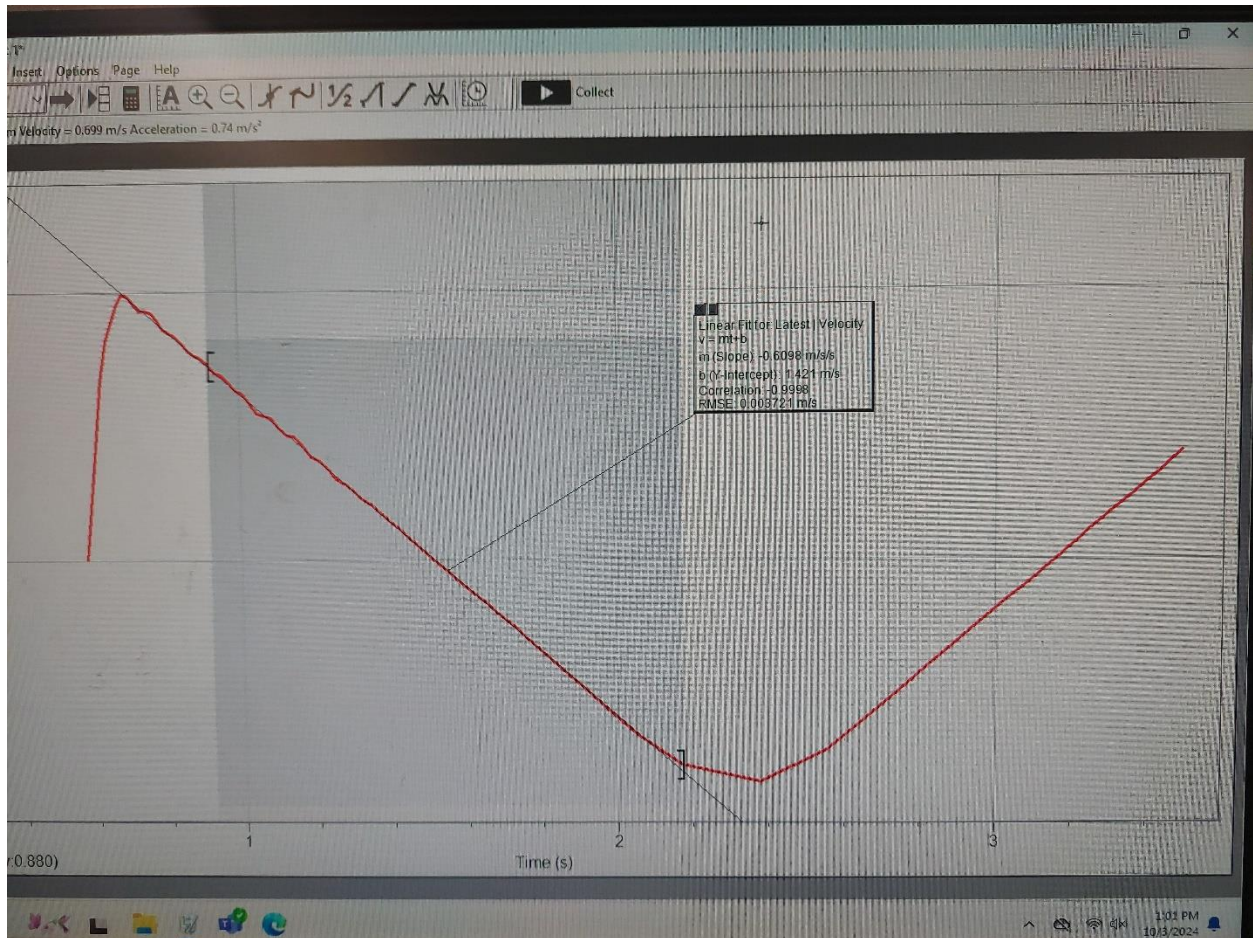 Insert Options Page Help
1/2 Collect
Velocity = 0.699 m/s Acceleration = 0.74 m/s²
Linear Fit for: Latest | Velocity
v = mt+b
m (Slope): -0.6098 m/s/s
b (Y-Intercept): 1.421 m/s
Correlation:-0.9998
RMSE: 0.003721 m/s
1 2 3
0.880)
Time (s)
1:01 PM
10/3/2024